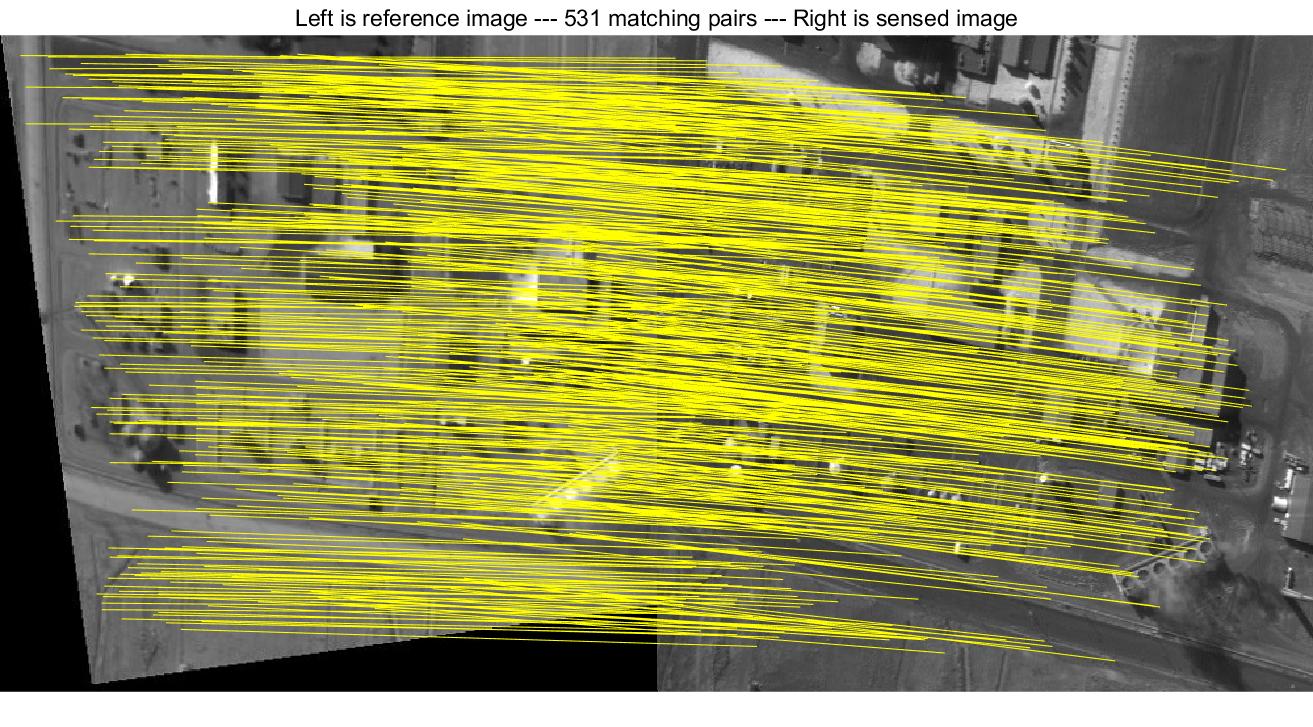 Left is reference image --- 531 matching pairs --- Right is sensed image